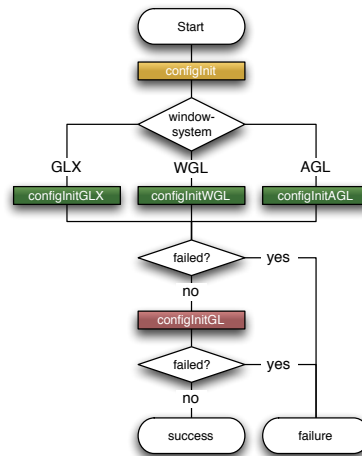 Start
configInit
window-
system
GLX
WGL
AGL
configInitGLX
configInitWGL
configInitAGL
failed?
yes
no
configInitGL
failed?
yes
no
success
failure